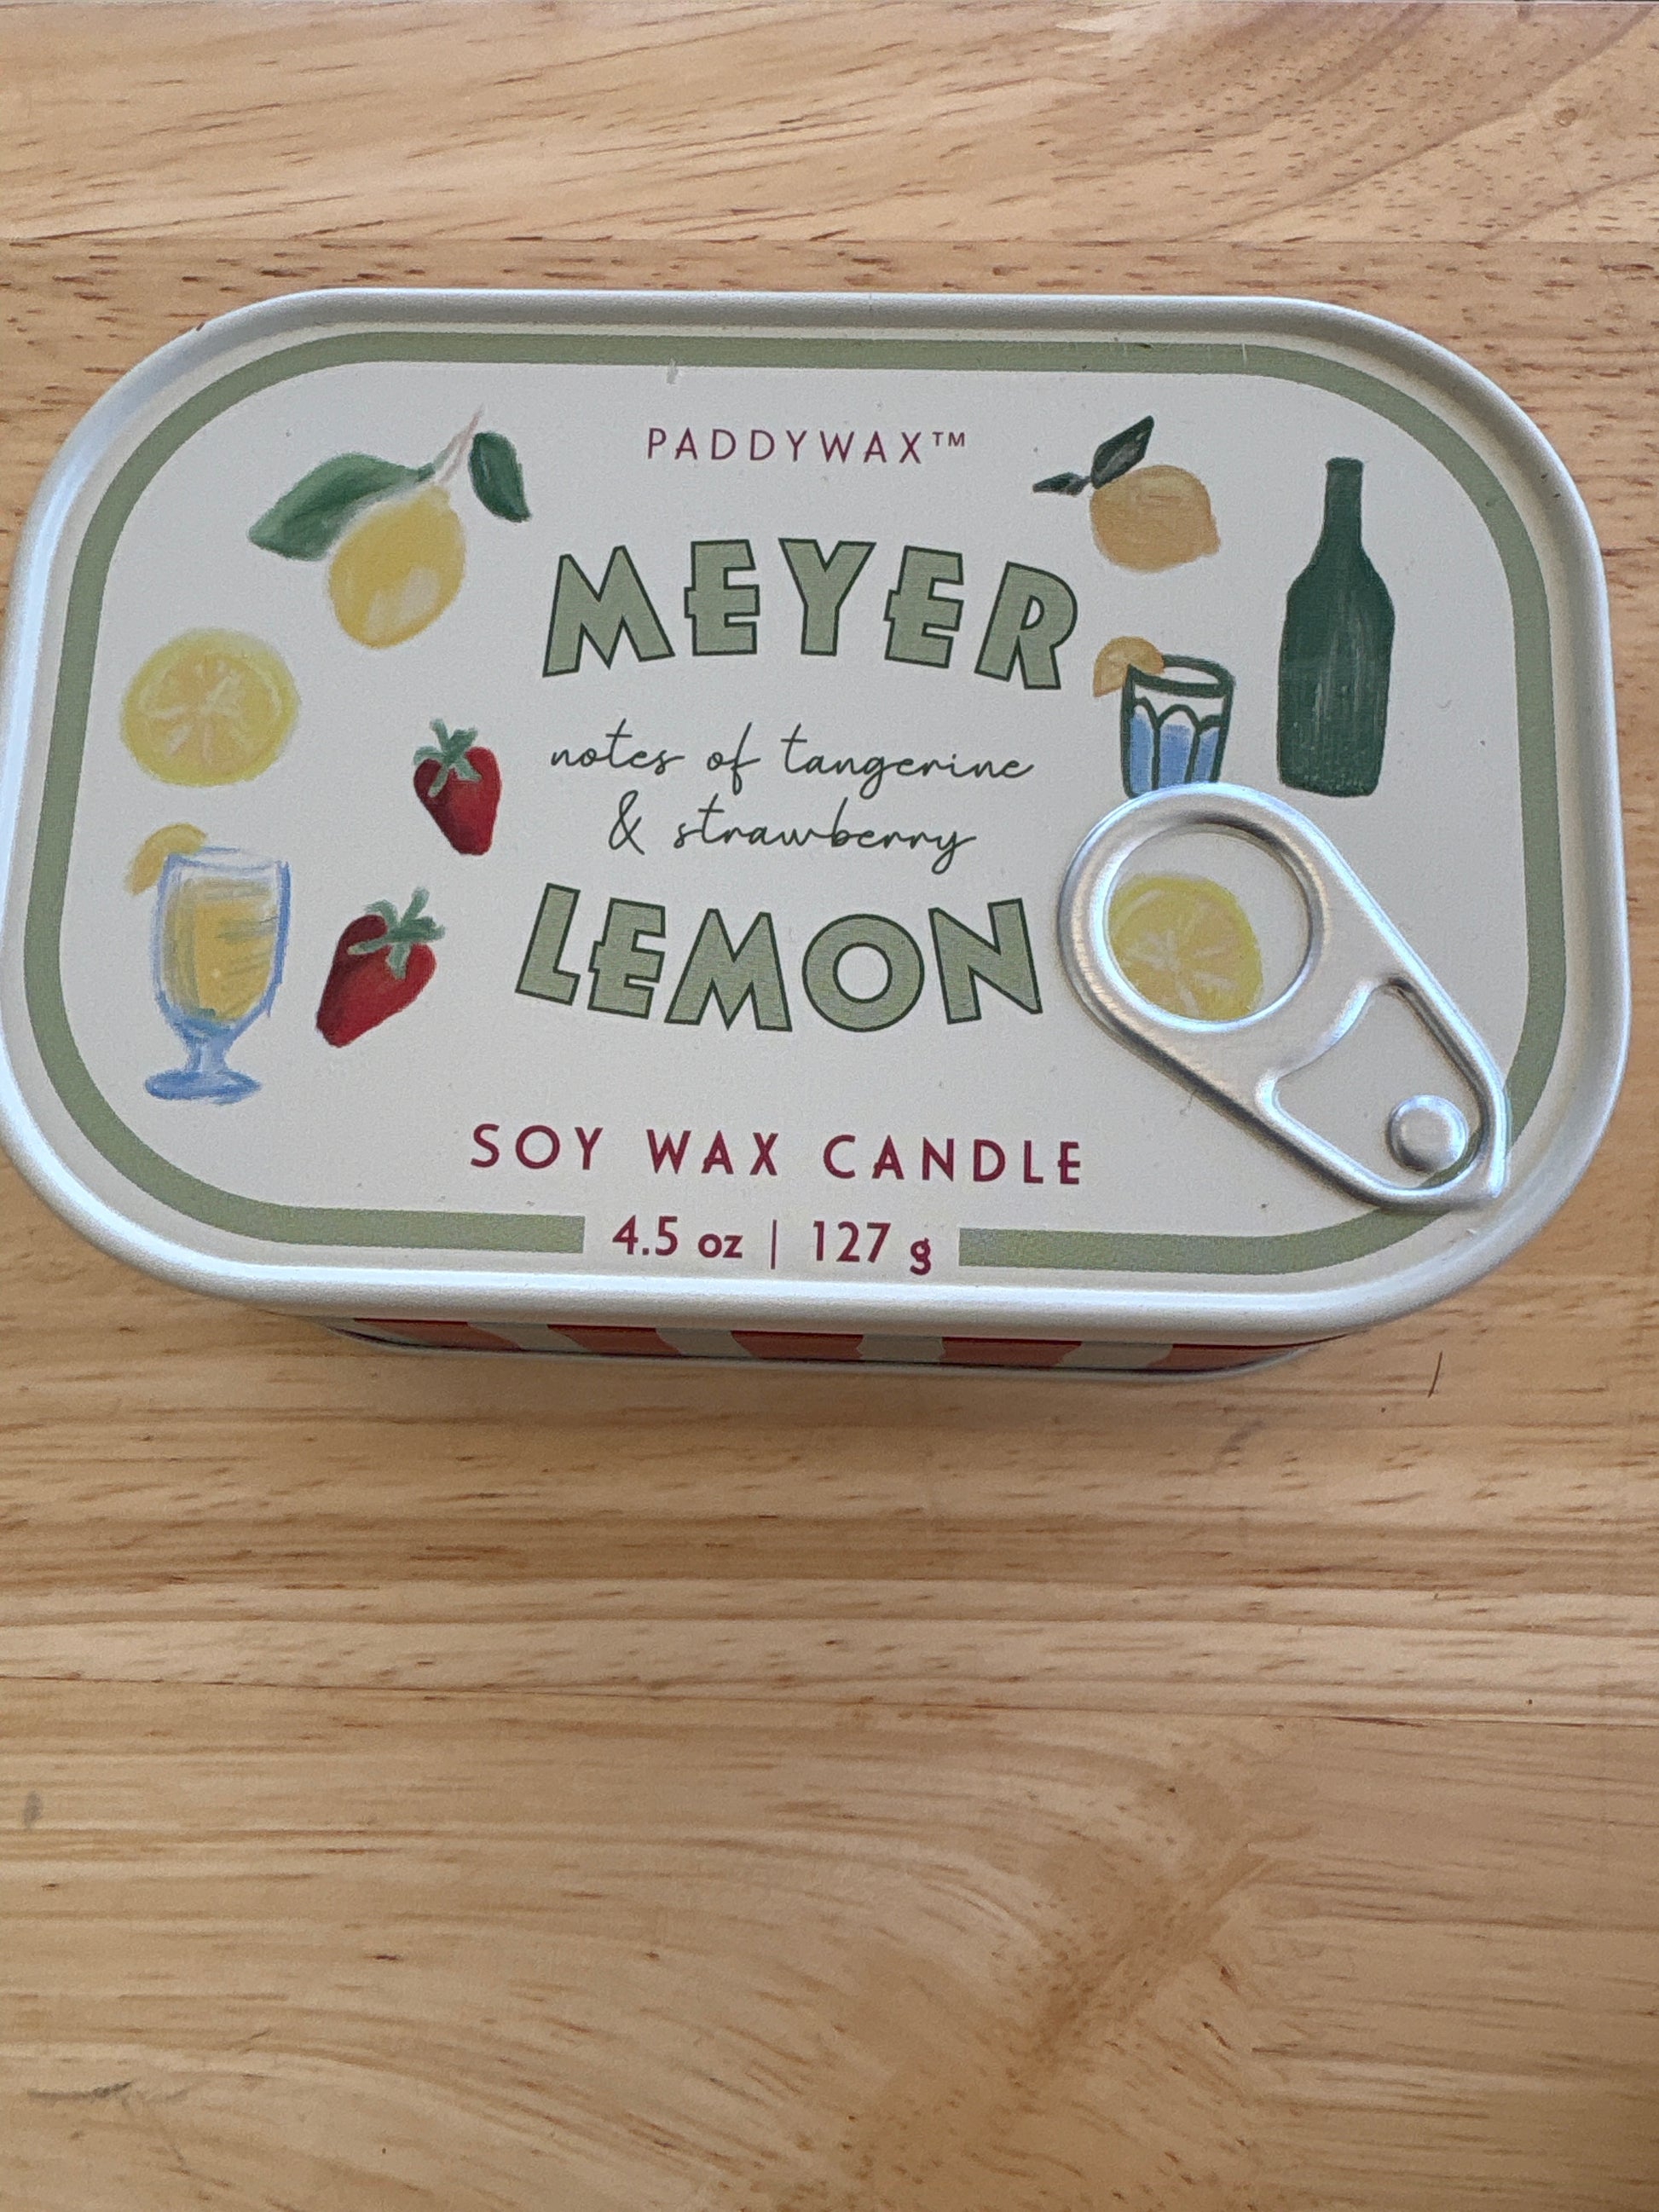 PADDYWAX™
MEYER
notes of tangerine
& strawberry
LEMON
SOY WAX CANDLE
4.5 oz | 127 g